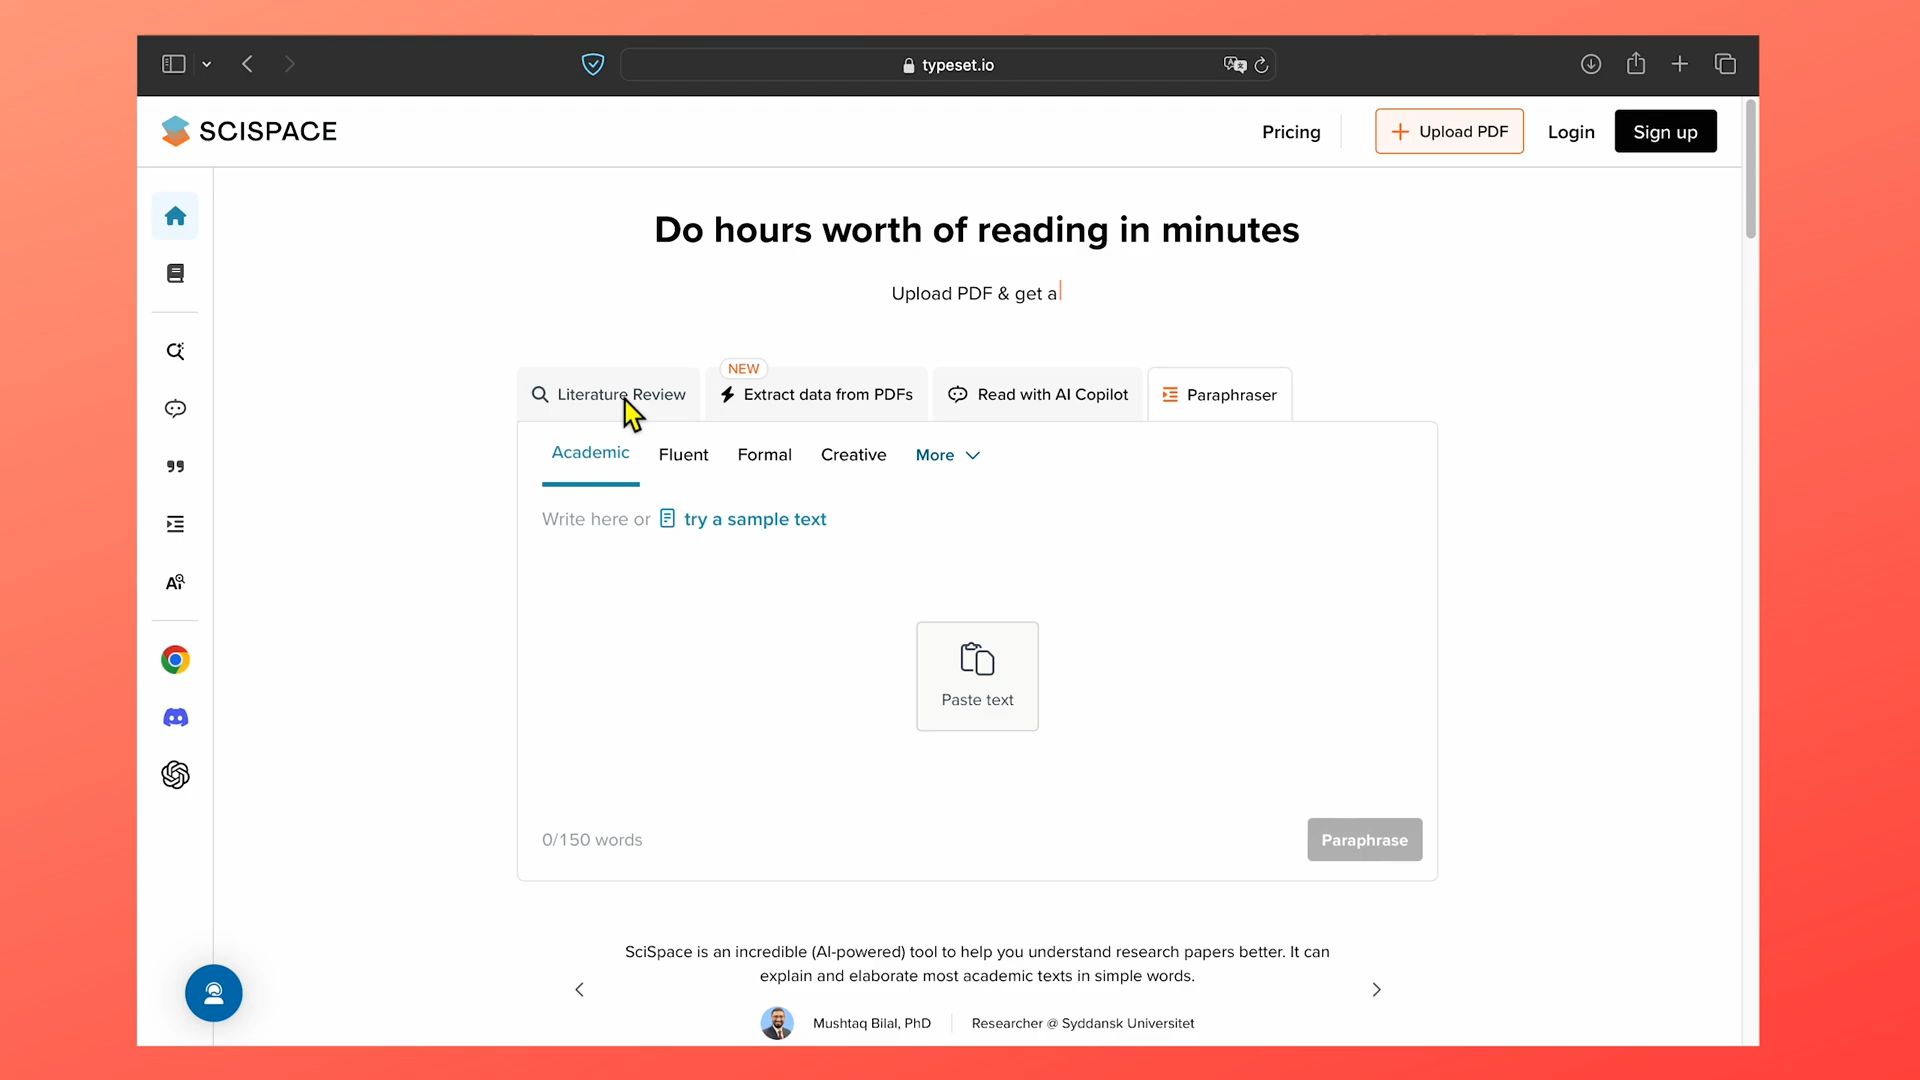 typeset.io
SCISPACE
Pricing
Upload PDF
Login
Sign up
Do hours worth of reading in minutes
Upload PDF & get a
NEW
Literature Review
Extract data from PDFs
Read with AI Copilot
Paraphraser
Academic
Fluent
Formal
Creative
More
Write here or try a sample text
Paste text
0/150 words
Paraphrase
SciSpace is an incredible (AI-powered) tool to help you understand research papers better. It can
explain and elaborate most academic texts in simple words.
Mushtaq Bilal, PhD
Researcher @ Syddansk Universitet